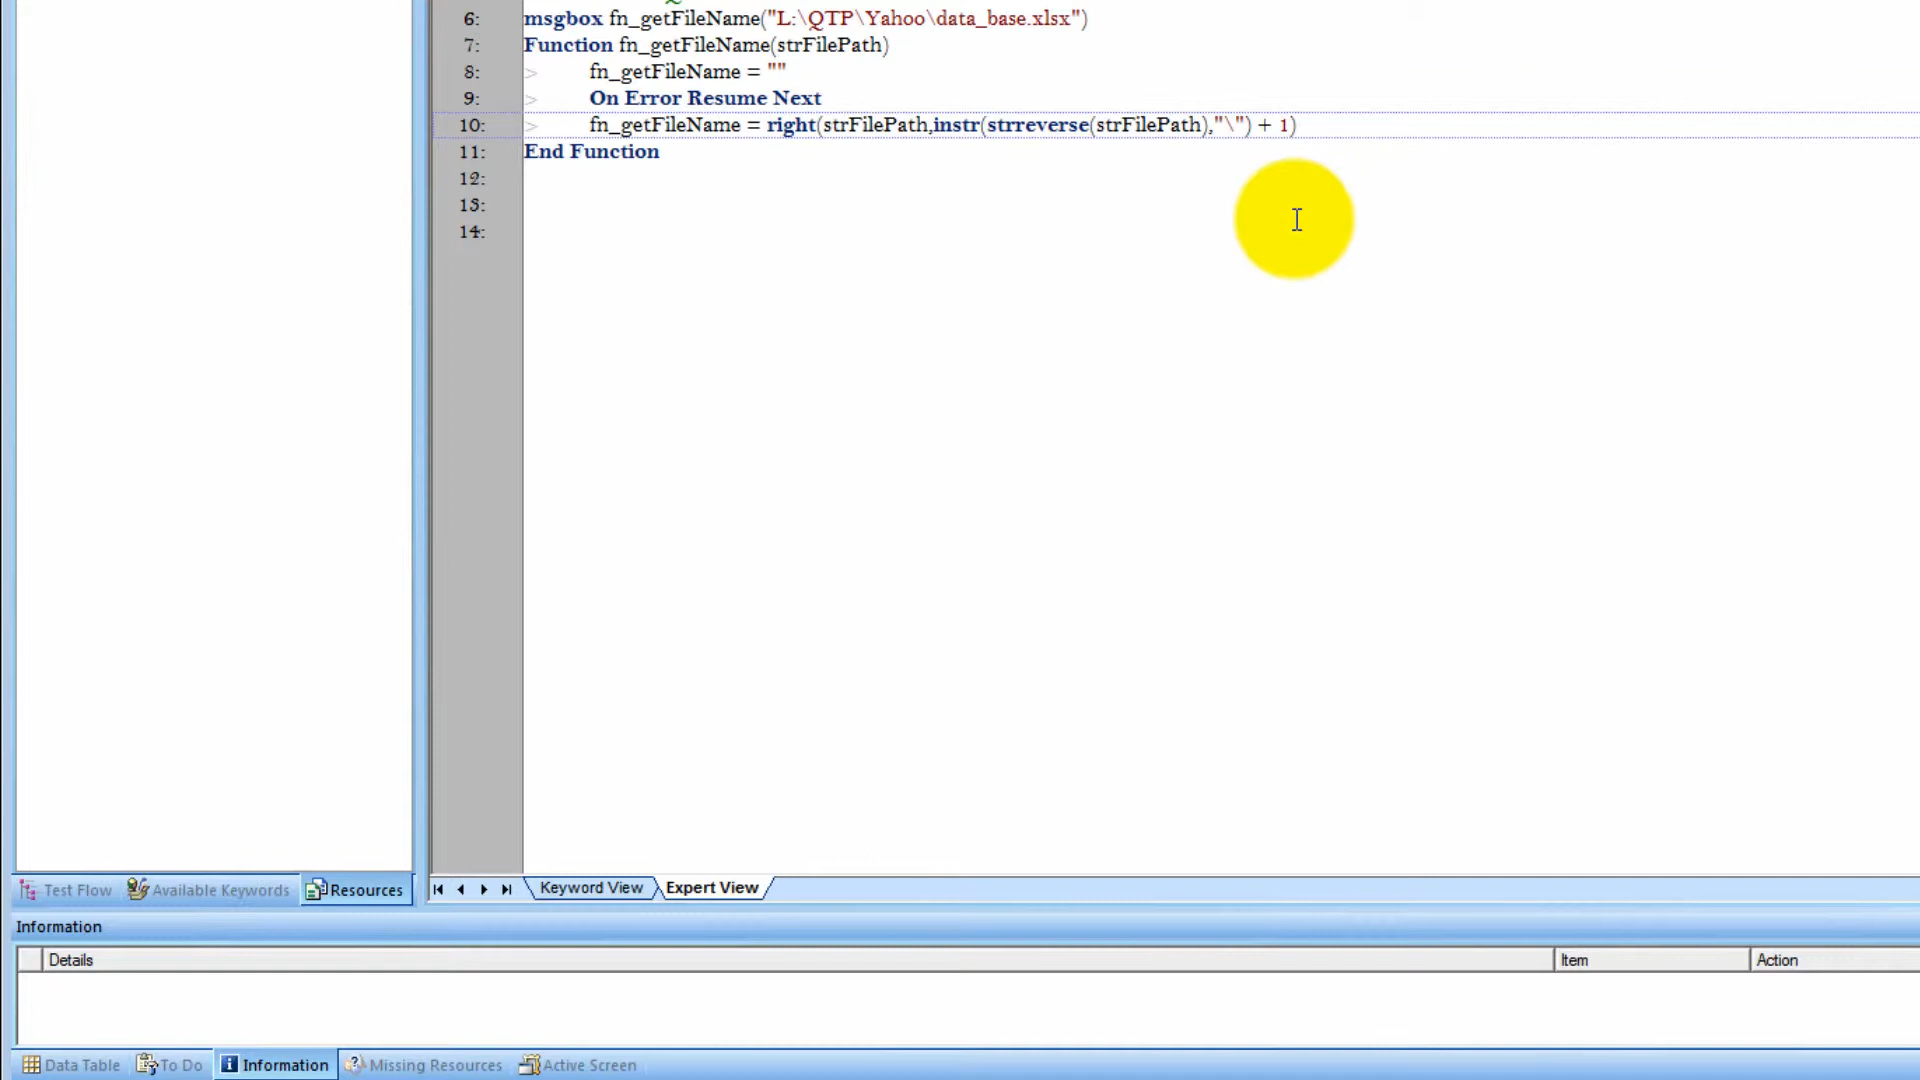 6: msgbox fn_getFileName("L:\QTP\Yahoo\data_base.xlsx")
7: Function fn_getFileName(strFilePath)
8: > fn_getFileName = ""
9: > On Error Resume Next
10: > fn_getFileName = right(strFilePath,instr(strreverse(strFilePath),"\") + 1)
11: End Function
12:
13:
14:
Test Flow Available Keywords Resources Keyword View Expert View
Information
Details Item Action
Data Table To Do Information Missing Resources Active Screen